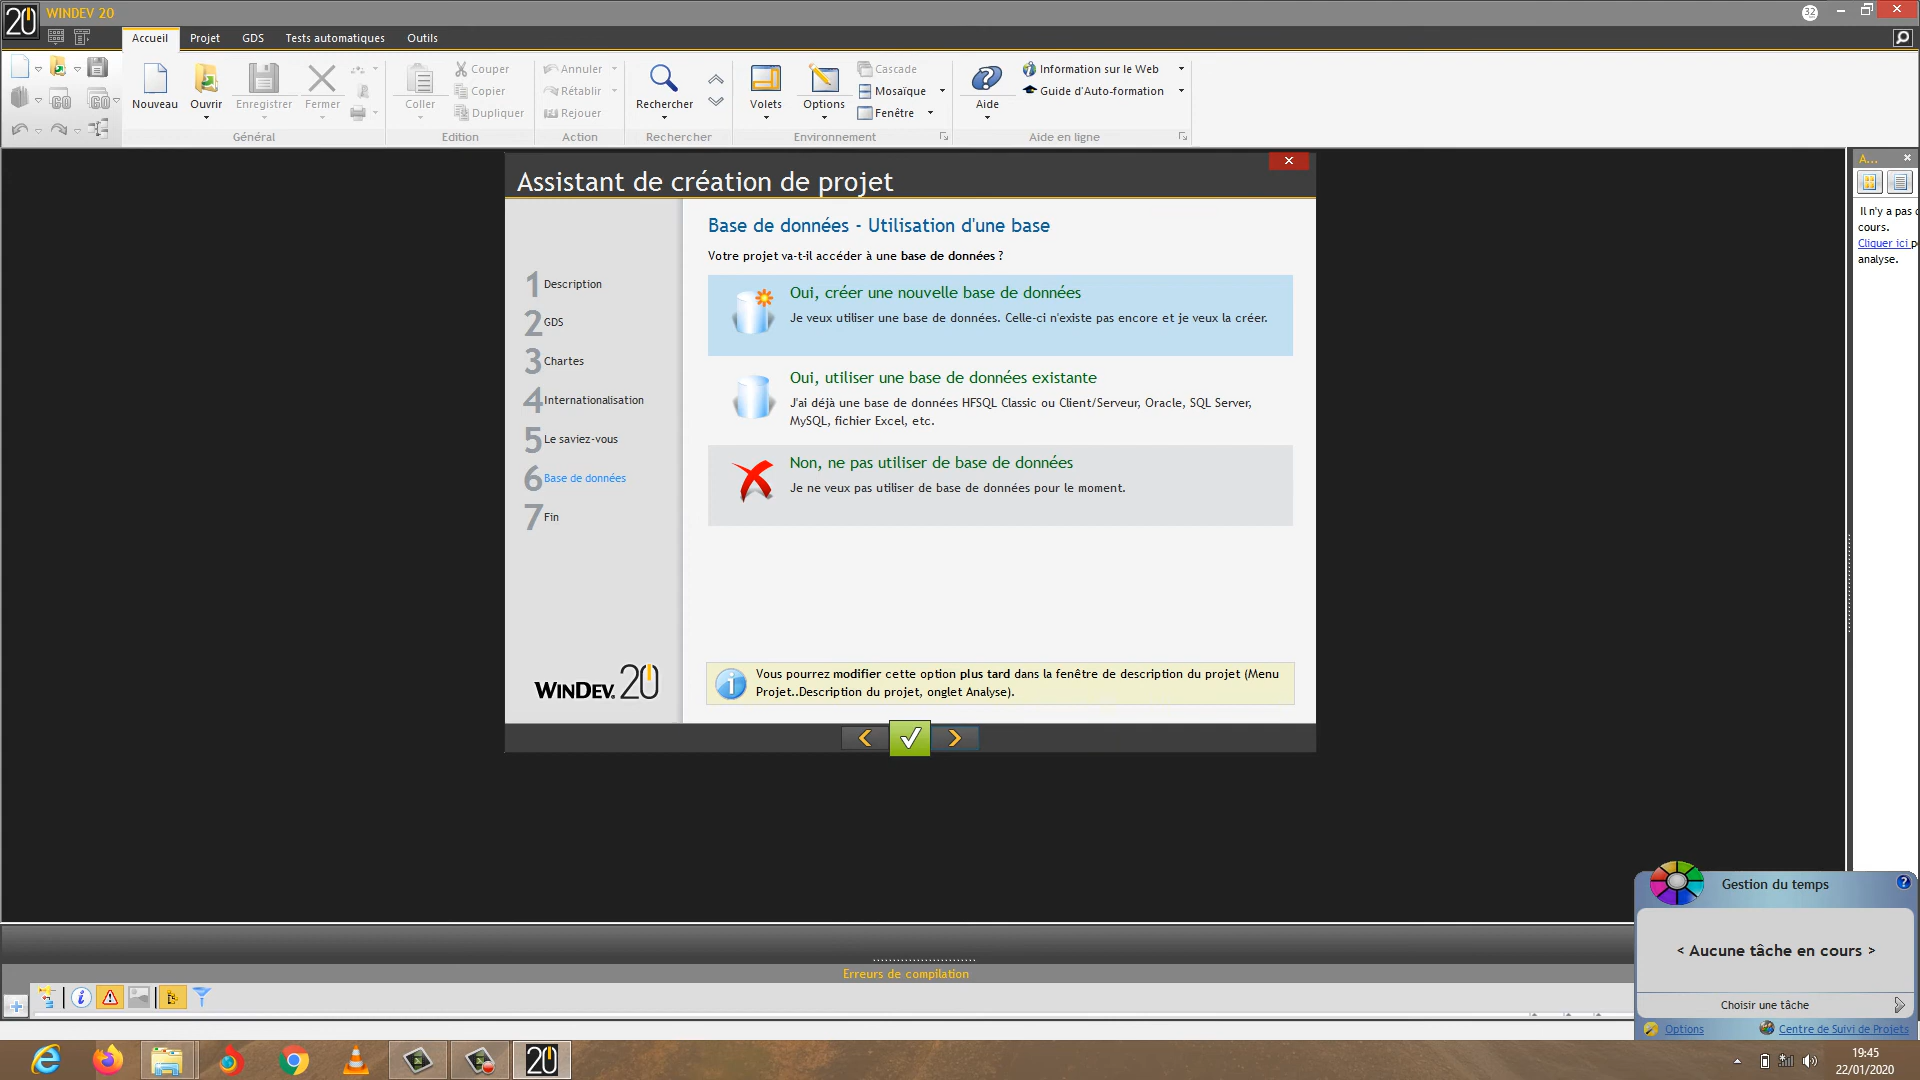 WINDEV 20
32
Accueil Projet GDS Tests automatiques Outils
Nouveau Ouvrir Enregistrer Fermer
Général
Coller
Couper
Copier
Dupliquer
Edition
Annuler
Rétablir
Rejouer
Action
Rechercher
Rechercher
Volets Options
Cascade
Mosaïque
Fenêtre
Environnement
Aide
Information sur le Web
Guide d'Auto-formation
Aide en ligne
Assistant de création de projet
1 Description
2 GDS
3 Chartes
4 Internationalisation
5 Le saviez-vous
6 Base de données
7 Fin
WINDEV. 20
Base de données - Utilisation d'une base
Votre projet va-t-il accéder à une base de données ?
Oui, créer une nouvelle base de données
Je veux utiliser une base de données. Celle-ci n'existe pas encore et je veux la créer.
Oui, utiliser une base de données existante
J'ai déjà une base de données HFSQL Classic ou Client/Serveur, Oracle, SQL Server,
MySQL, fichier Excel, etc.
Non, ne pas utiliser de base de données
Je ne veux pas utiliser de base de données pour le moment.
Vous pourrez modifier cette option plus tard dans la fenêtre de description du projet (Menu
Projet..Description du projet, onglet Analyse).
A...
Il n'y a pas
cours.
Cliquer ici
analyse.
Erreurs de compilation
Gestion du temps
< Aucune tâche en cours >
Choisir une tâche
Options Centre de Suivi de Projets
20
19:45
22/01/2020